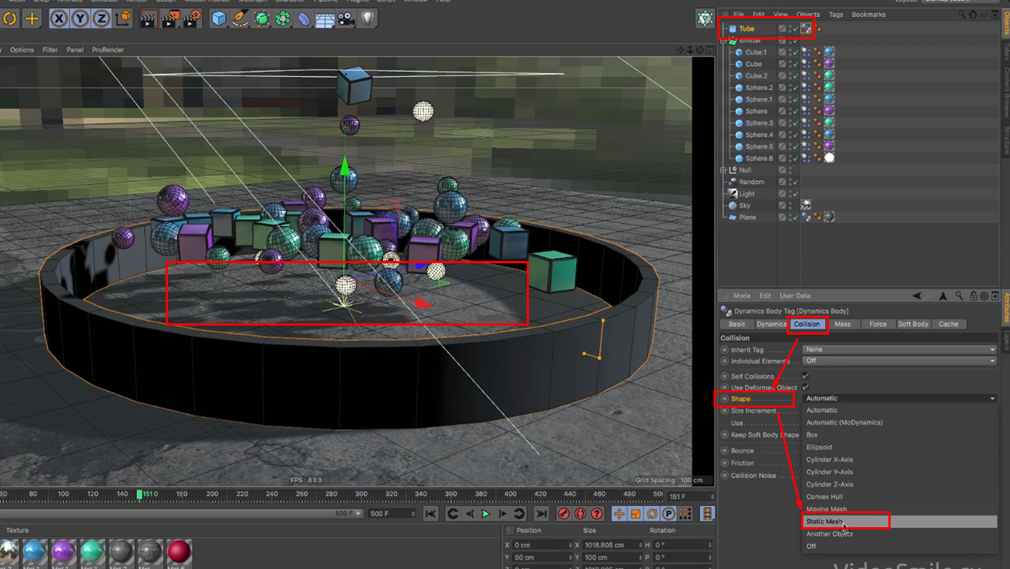 File Edit View Objects Tags Bookmarks
Options Filter Panel ProRender
Tube
Emitter
Cube.1
Cube
Cube.2
Sphere.2
Sphere.1
Sphere
Sphere.3
Sphere.4
Sphere.5
Sphere.6
Null
Random
Light
Sky
Plane
Mode Edit User Data
Dynamics Body Tag [Dynamics Body]
Basic Dynamics Collision Mass Force Soft Body Cache
Collision
Inherit Tag None
Individual Elements Off
Self Collisions
Use Deformed Object
Shape Automatic
Size Increment Automatic
Use Automatic (MoDynamics)
Keep Soft Body Shape Box
Bounce Ellipsoid
Friction Cylinder X-Axis
Collision Noise Cylinder Y-Axis
Cylinder Z-Axis
Convex Hull
Moving Mesh
Static Mesh
Another Object
Off
FPS : 83.3
Grid Spacing : 100 cm
60 80 100 120 151 0 160 180 200 220 240 260 280 300 320 340 360 380 400 420 440 460 480 151 F
500 F 500 F
Texture
Position Size Rotation
X 0 cm X 1018.805 cm H 0 °
Y 50 cm Y 100 cm P 0 °
Z 0 cm Z 1018.805 cm B 0 °